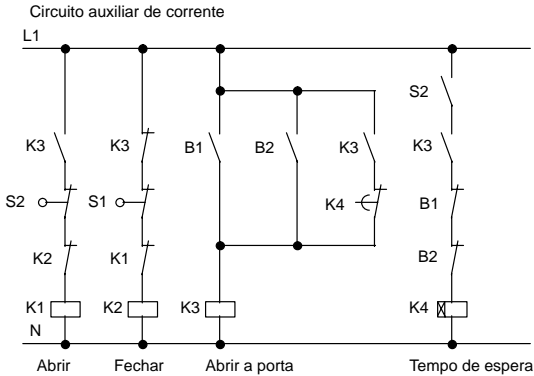 Circuito auxiliar de corrente
L1
S2
K3 K3 B1 B2 K3 K3
S2 S1 K4 B1
K2 K1 B2
K1 K2 K3 K4
N
Abrir Fechar Abrir a porta Tempo de espera